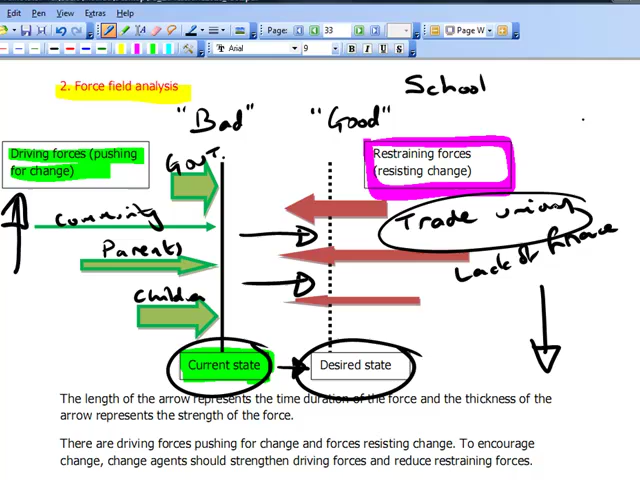 Edit Pen View Extras Help
Page: 33 Page W
Arial 9 B I S U
2. Force field analysis
School
"Bad" "Good"
Driving forces (pushing
for change)
Govt.
Restraining forces
(resisting change)
Community
Trade unions
Parents
Lack of finance
Children
Current state
Desired state
The length of the arrow represents the time duration of the force and the thickness of the
arrow represents the strength of the force.
There are driving forces pushing for change and forces resisting change. To encourage
change, change agents should strengthen driving forces and reduce restraining forces.